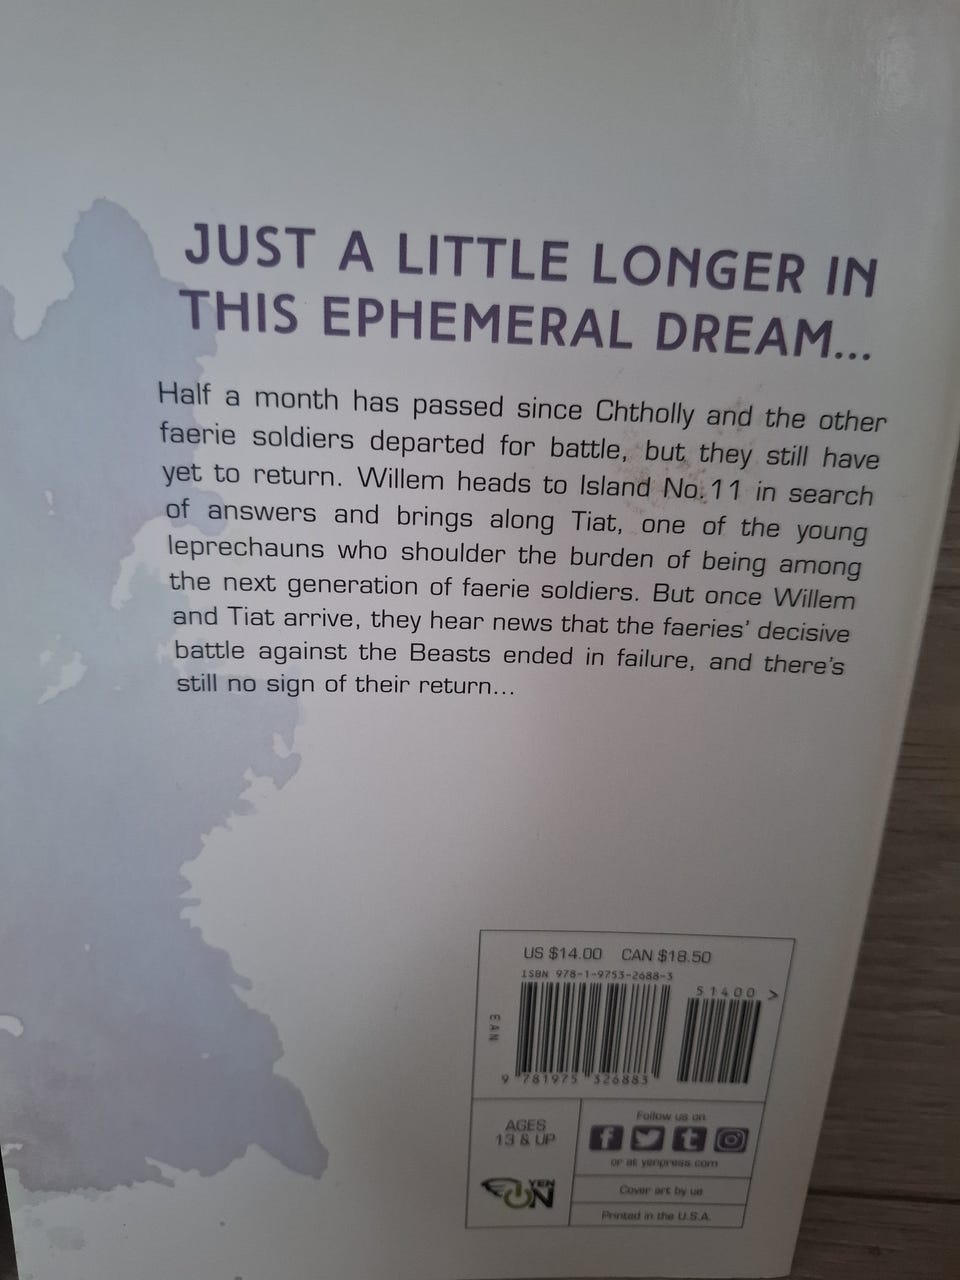 JUST A LITTLE LONGER IN
THIS EPHEMERAL DREAM...
Half a month has passed since Chtholly and the other
faerie soldiers departed for battle, but they still have
yet to return. Willem heads to Island No. 11 in search
of answers and brings along Tiat, one of the young
leprechauns who shoulder the burden of being among
the next generation of faerie soldiers. But once Willem
and Tiat arrive, they hear news that the faeries' decisive
battle against the Beasts ended in failure, and there's
still no sign of their return...
US $14.00 CAN $18.50
ISBN 978-1-9753-2688-3
51400 >
EAN
9 781975 326883
AGES
13 & UP
YEN
ON
Follow us on
or at yenpress.com
Cover art by ue
Printed in the U.S.A.